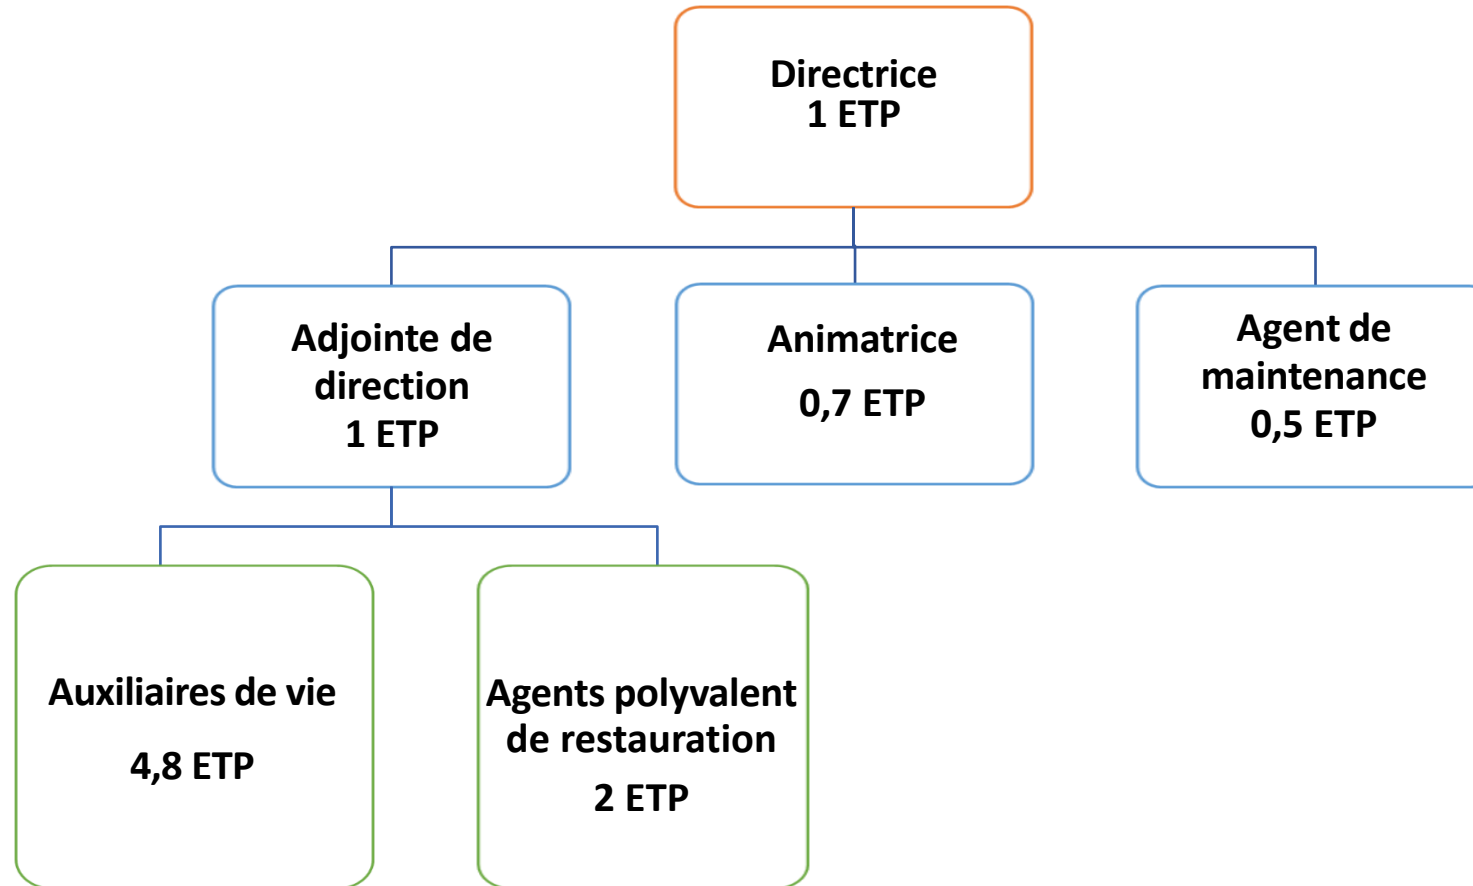 Directrice
1 ETP
Adjointe de
direction
1 ETP
Animatrice
0,7 ETP
Agent de
maintenance
0,5 ETP
Auxiliaires de vie
4,8 ETP
Agents polyvalent
de restauration
2 ETP